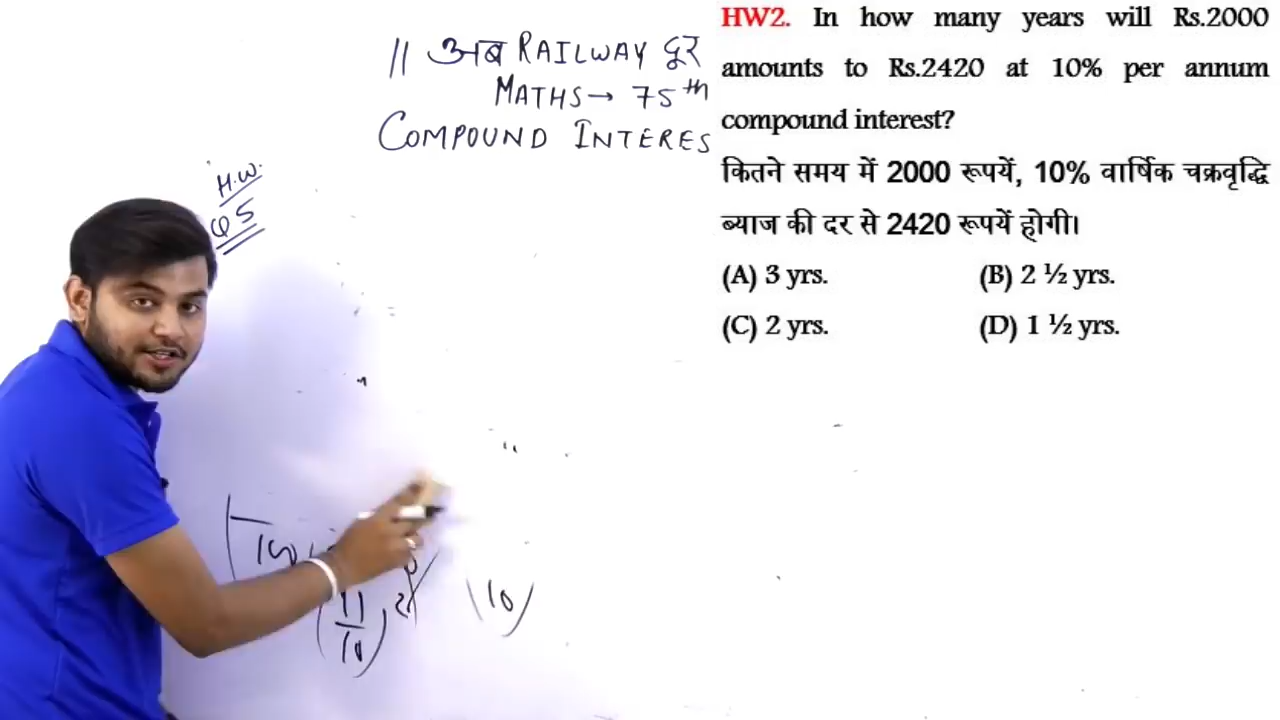 || अब RAILWAY दूर
MATHS → 75th
COMPOUND INTERES
H.W.
Q5
11
10
2
(10)
HW2. In how many years will Rs.2000
amounts to Rs.2420 at 10% per annum
compound interest?
कितने समय में 2000 रूपयें, 10% वार्षिक चक्रवृद्धि
ब्याज की दर से 2420 रूपयें होगी।
(A) 3 yrs. (B) 2 ½ yrs.
(C) 2 yrs. (D) 1 ½ yrs.